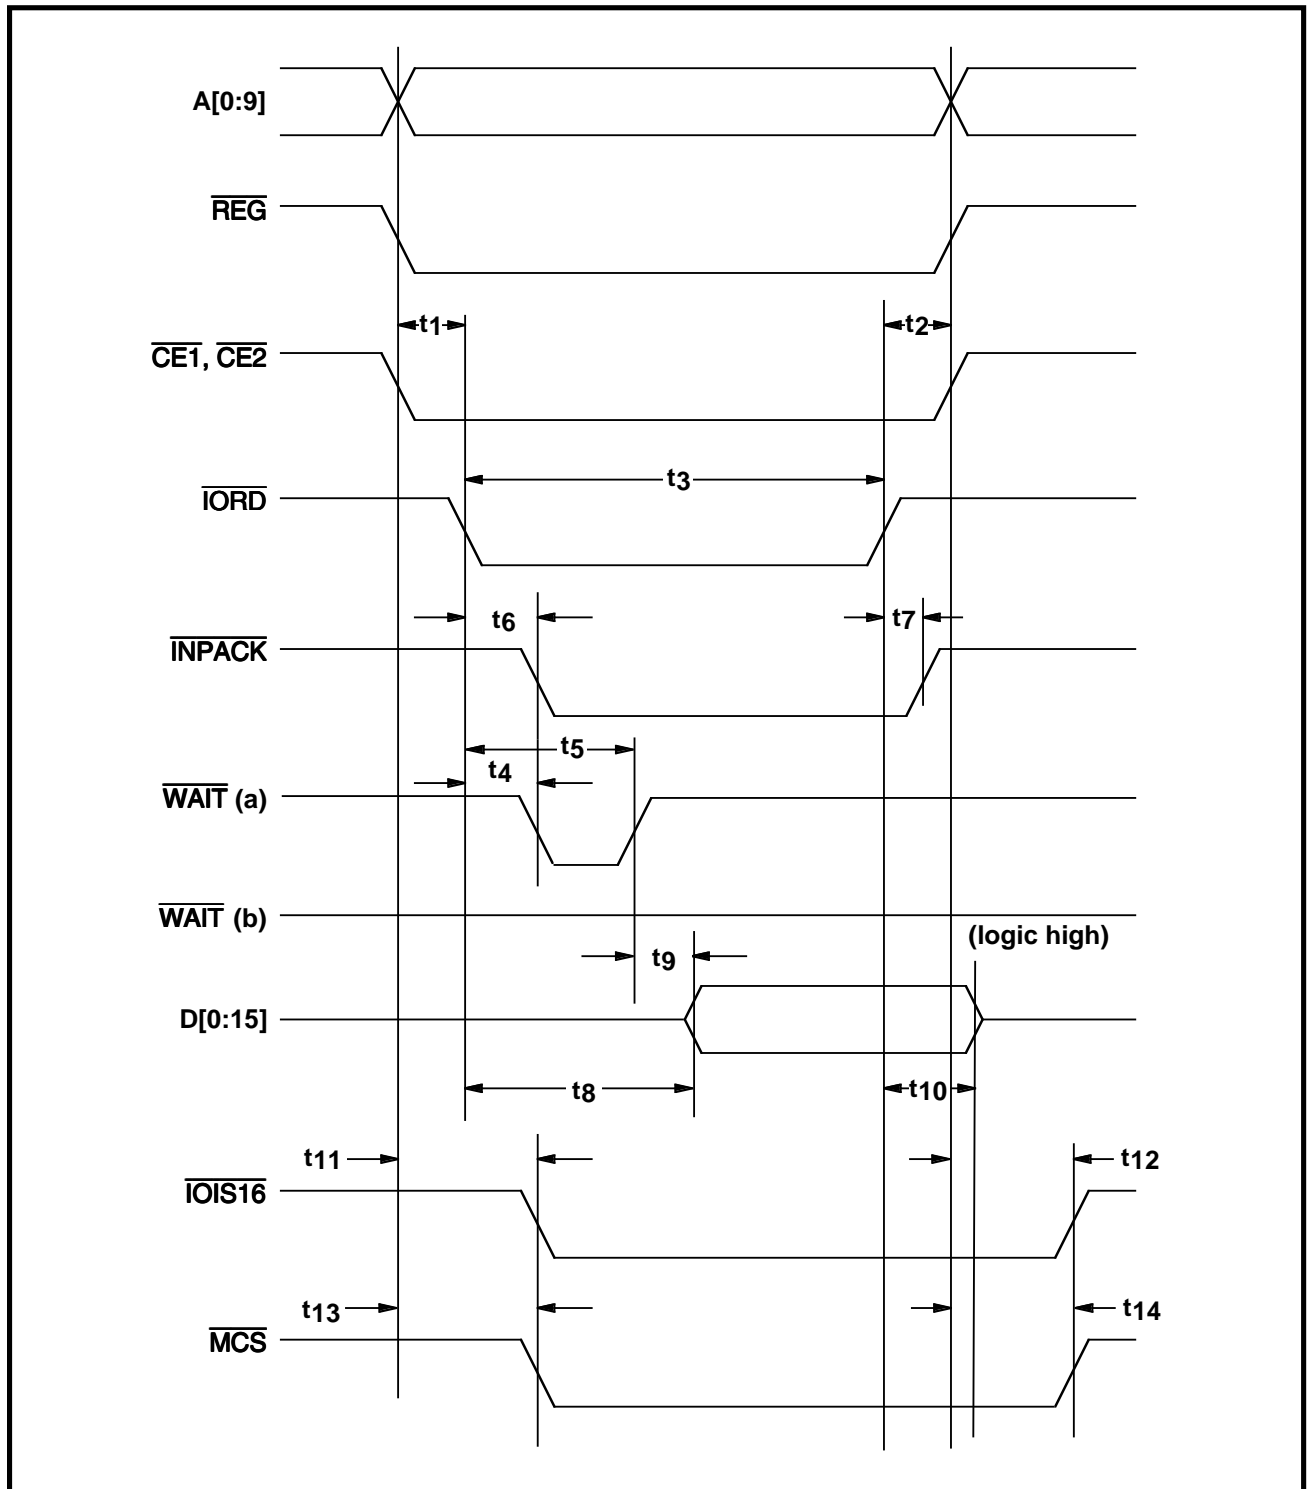 A[0:9]
REG
t1
t2
CE1, CE2
t3
IORD
t6
t7
INPACK
t5
t4
WAIT (a)
WAIT (b)
(logic high)
t9
D[0:15]
t8
t10
t11
t12
IOIS16
t13
t14
MCS